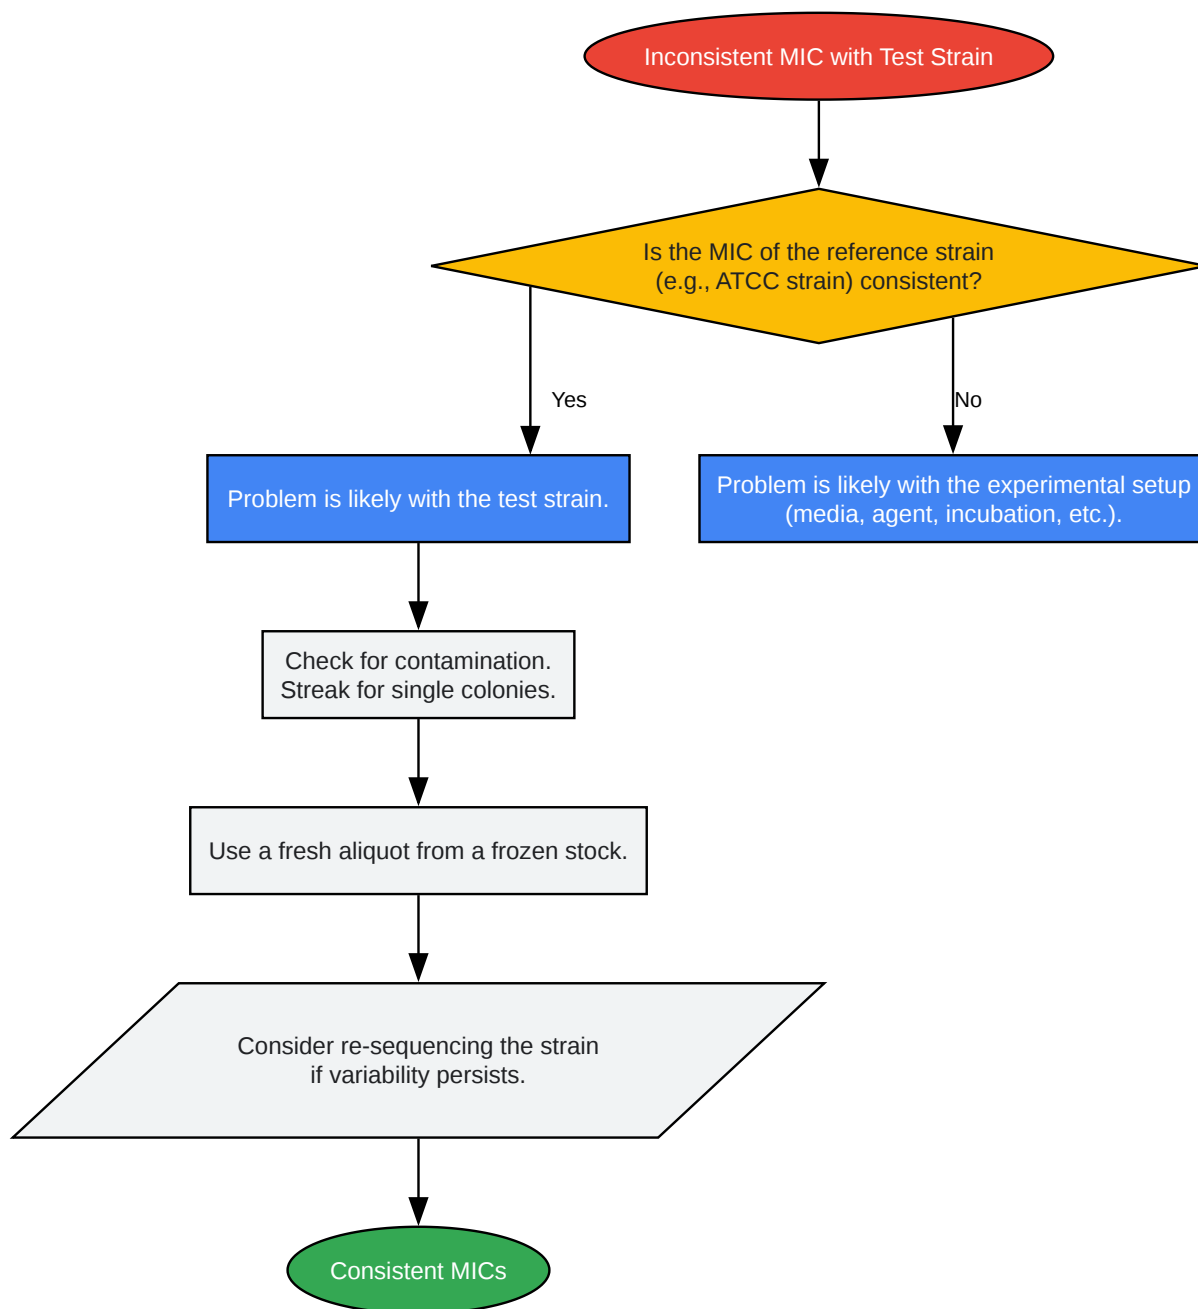 Inconsistent MIC with Test Strain
Is the MIC of the reference strain
(e.g., ATCC strain) consistent?
Yes
No
Problem is likely with the test strain.
Problem is likely with the experimental setup
(media, agent, incubation, etc.).
Check for contamination.
Streak for single colonies.
Use a fresh aliquot from a frozen stock.
Consider re-sequencing the strain
if variability persists.
Consistent MICs